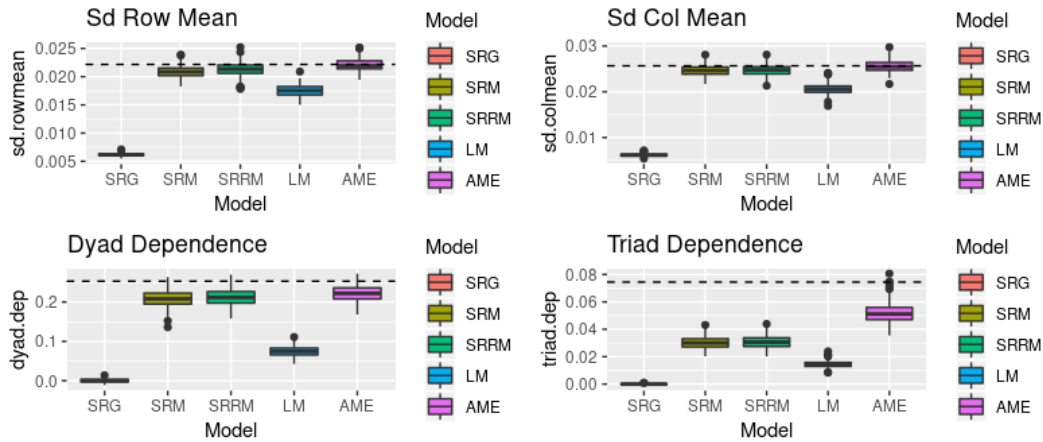 Sd Row Mean
sd.rowmean
0.025
0.020
0.015
0.010
0.005
SRG SRM SRRM LM AME
Model
Model
SRG
SRM
SRRM
LM
AME
Sd Col Mean
sd.colmean
0.03
0.02
0.01
SRG SRM SRRM LM AME
Model
Model
SRG
SRM
SRRM
LM
AME
Dyad Dependence
dyad.dep
0.2
0.1
0.0
SRG SRM SRRM LM AME
Model
Model
SRG
SRM
SRRM
LM
AME
Triad Dependence
triad.dep
0.08
0.06
0.04
0.02
0.00
SRG SRM SRRM LM AME
Model
Model
SRG
SRM
SRRM
LM
AME